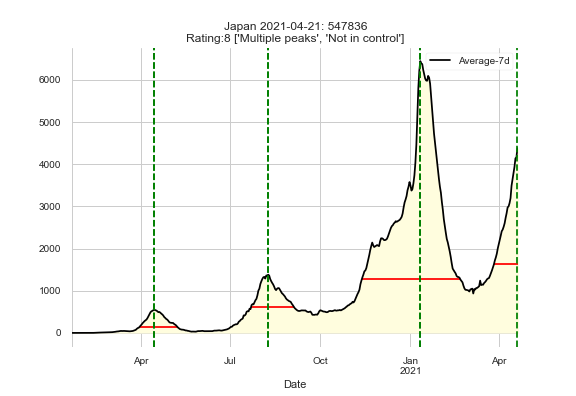 Japan 2021-04-21: 547836
Rating:8 ['Multiple peaks', 'Not in control']
Average-7d
6000
5000
4000
3000
2000
1000
0
Apr
Jul
Oct
Jan
2021
Apr
Date